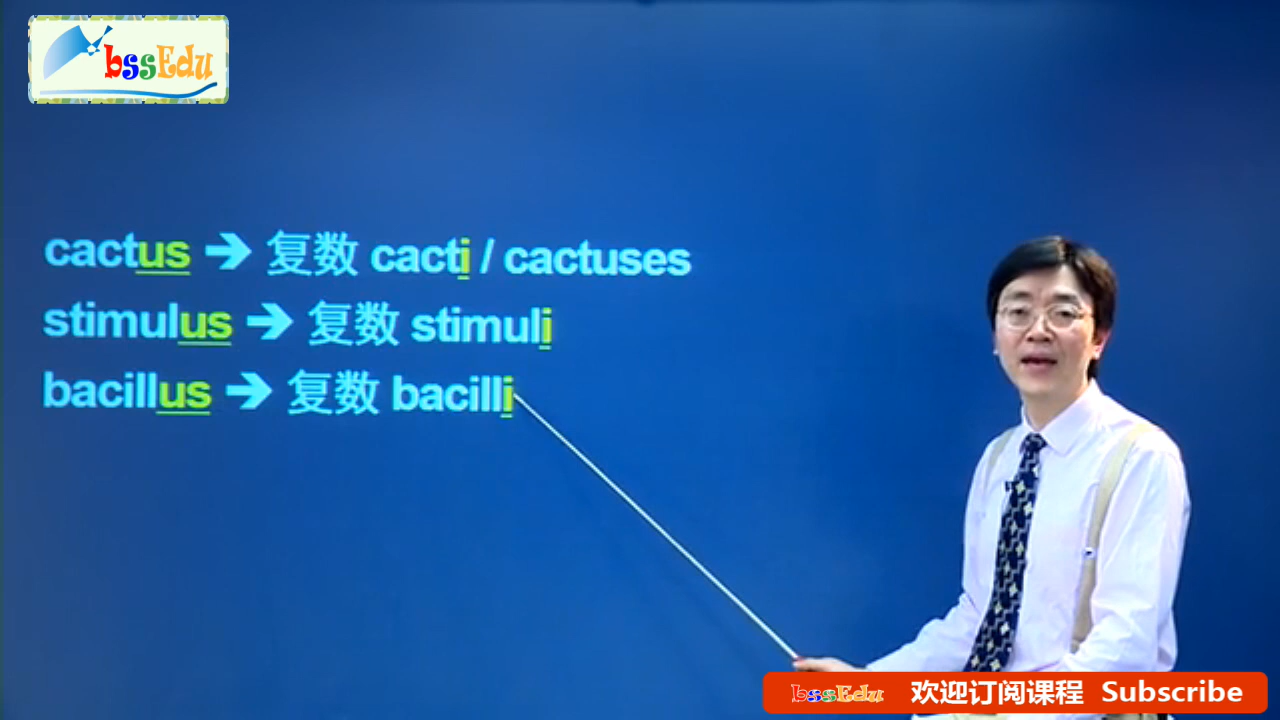 bssEdu
cactus ➔ 复数 cacti / cactuses
stimulus ➔ 复数 stimuli
bacillus ➔ 复数 bacilli
bssEdu 欢迎订阅课程 Subscribe